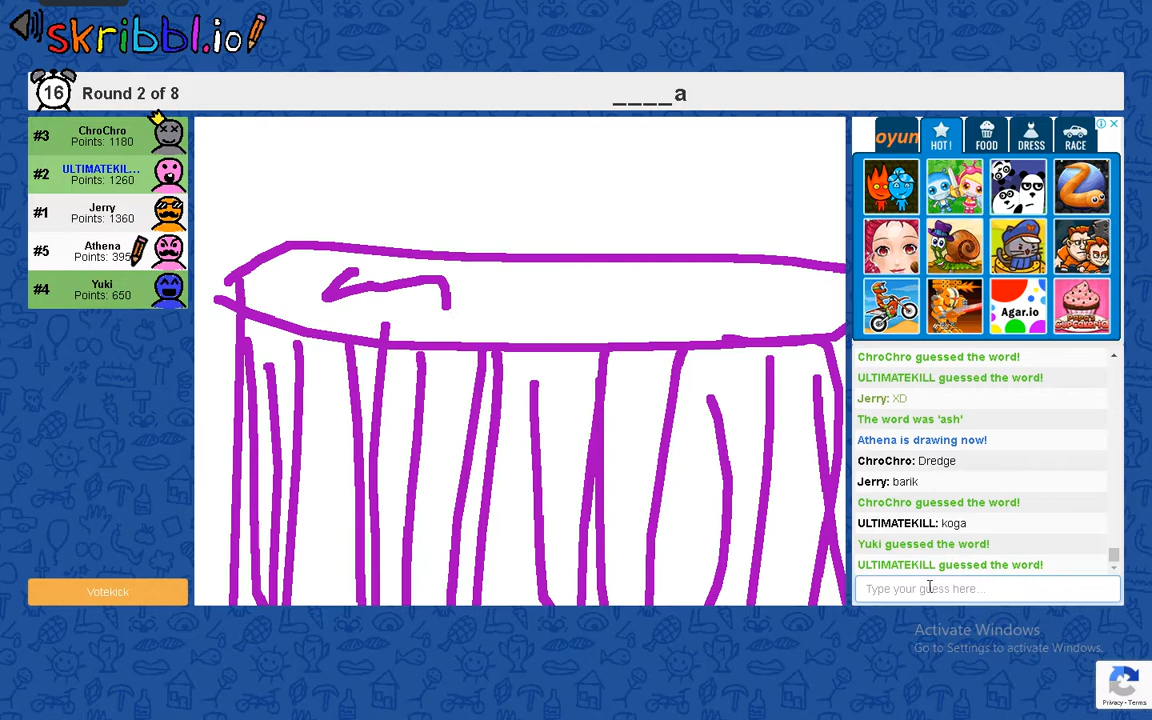 skribbl.io
16 Round 2 of 8 ____a
#3 ChroChro
Points: 1180
#2 ULTIMATEKIL...
Points: 1260
#1 Jerry
Points: 1360
#5 Athena
Points: 395
#4 Yuki
Points: 650
Votekick
oyun HOT! FOOD DRESS RACE
Agar.io
ChroChro guessed the word!
ULTIMATEKILL guessed the word!
Jerry: XD
The word was 'ash'
Athena is drawing now!
ChroChro: Dredge
Jerry: barik
ChroChro guessed the word!
ULTIMATEKILL: koga
Yuki guessed the word!
ULTIMATEKILL guessed the word!
Type your guess here...
Activate Windows
Go to Settings to activate Windows.
Privacy - Terms